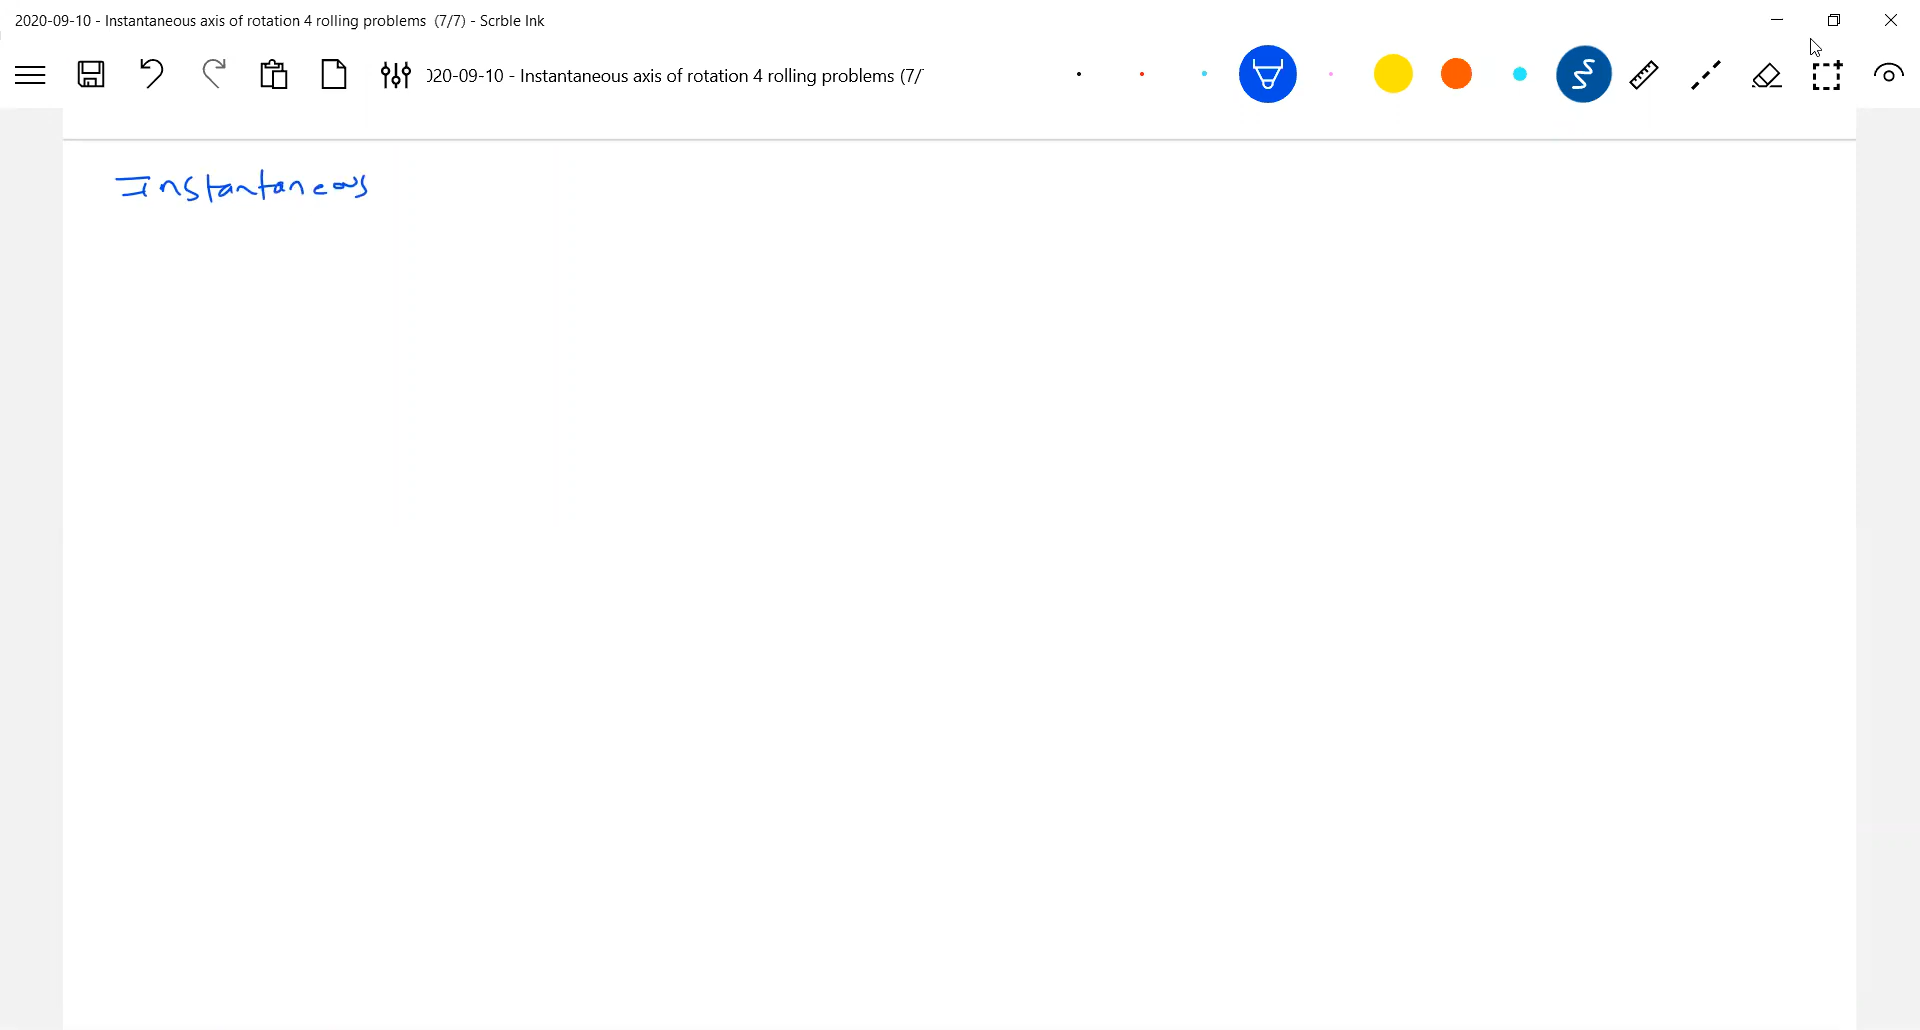 2020-09-10 - Instantaneous axis of rotation 4 rolling problems (7/7) - Scrble Ink
020-09-10 - Instantaneous axis of rotation 4 rolling problems (7/
Instantaneous